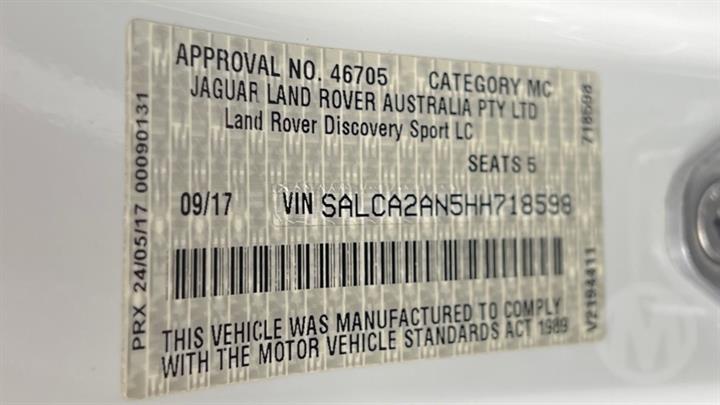 APPROVAL NO. 46705 CATEGORY MC
JAGUAR LAND ROVER AUSTRALIA PTY LTD
Land Rover Discovery Sport LC
SEATS 5
09/17 VIN SALCA2AN5HH718598
THIS VEHICLE WAS MANUFACTURED TO COMPLY
WITH THE MOTOR VEHICLE STANDARDS ACT 1989
PRX 24/05/17 00090131
718598
V2194411